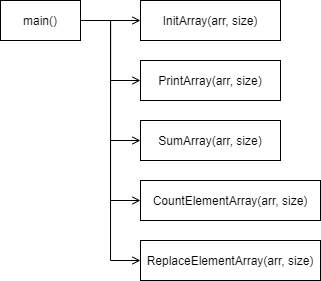 main()
InitArray(arr, size)
PrintArray(arr, size)
SumArray(arr, size)
CountElementArray(arr, size)
ReplaceElementArray(arr, size)